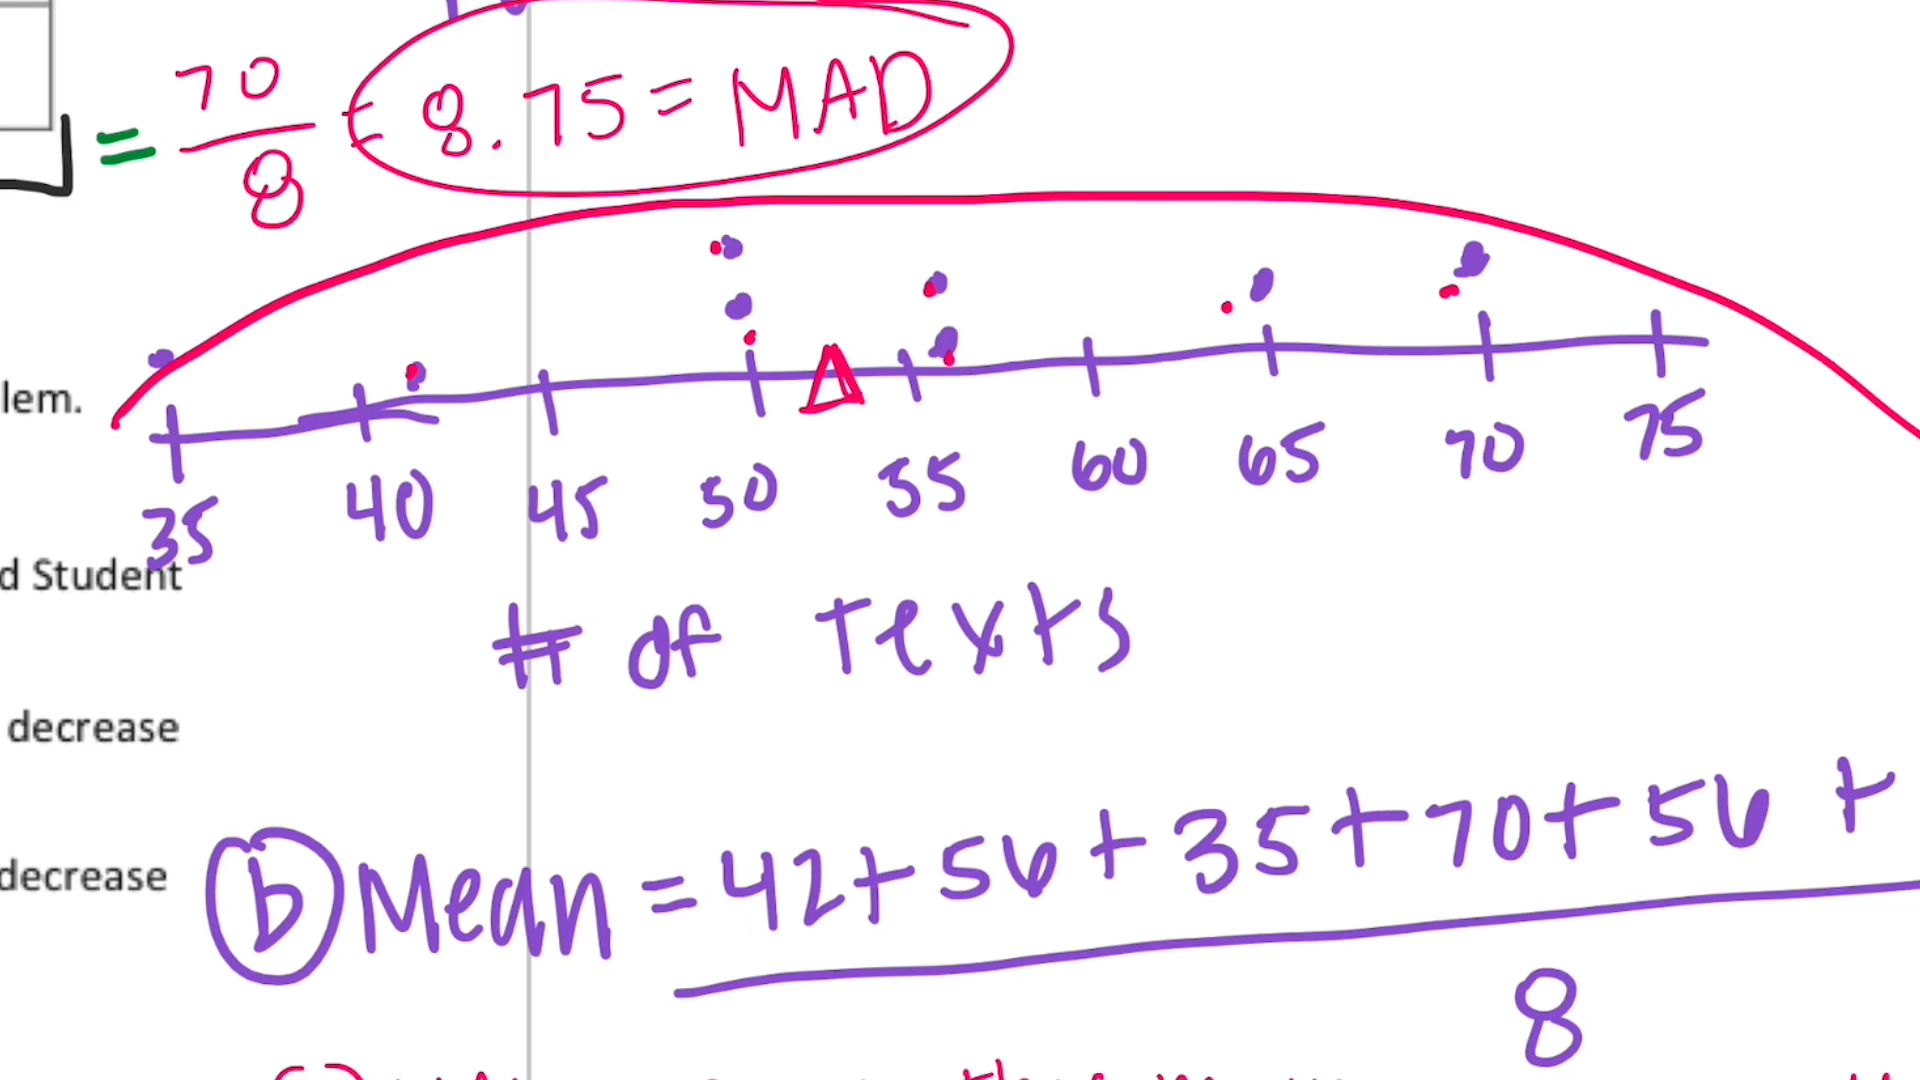 = 70/8 = 8.75 = MAD
lem.
35 40 45 50 55 60 65 70 75
d Student
# of Texts
decrease
b Mean = 42+56+35+70+56+
8
decrease